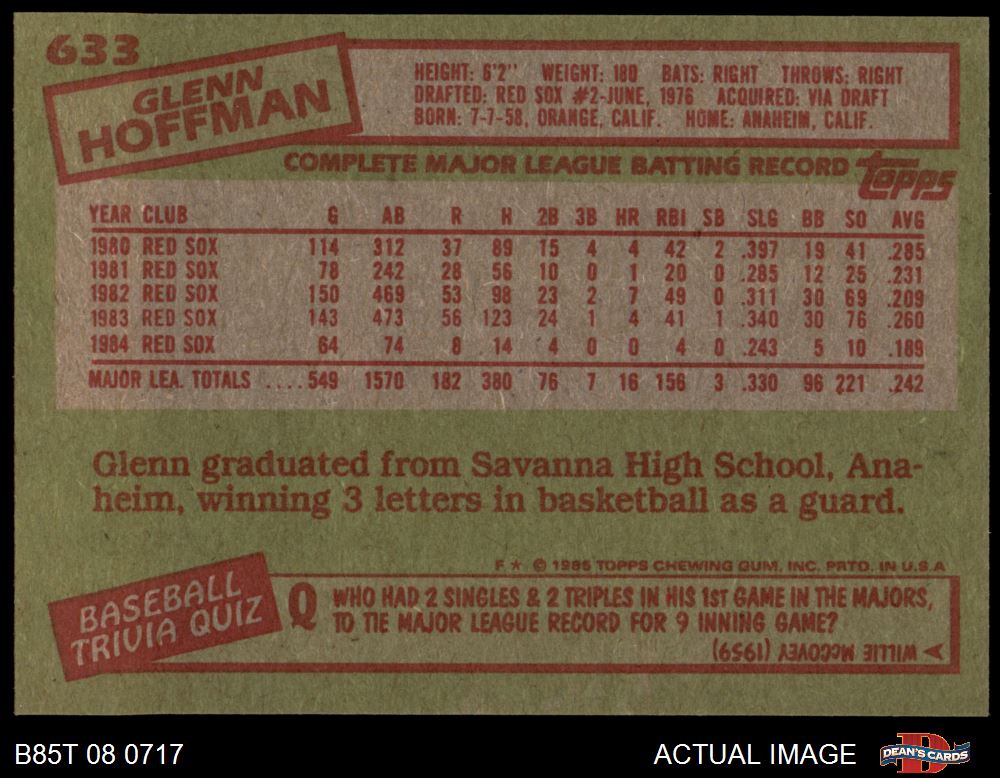 633
GLENN
HOFFMAN
HEIGHT: 6'2" WEIGHT: 180 BATS: RIGHT THROWS: RIGHT
DRAFTED: RED SOX #2-JUNE, 1976 ACQUIRED: VIA DRAFT
BORN: 7-7-58, ORANGE, CALIF. HOME: ANAHEIM, CALIF.
COMPLETE MAJOR LEAGUE BATTING RECORD topps
YEAR CLUB G AB R H 2B 3B HR RBI SB SLG BB SO AVG
1980 RED SOX 114 312 37 89 15 4 4 42 2 .397 19 41 .285
1981 RED SOX 78 242 28 56 10 0 1 20 0 .285 12 25 .231
1982 RED SOX 150 469 53 98 23 2 7 49 0 .311 30 69 .209
1983 RED SOX 143 473 56 123 24 1 4 41 1 .340 30 76 .260
1984 RED SOX 64 74 8 14 4 0 0 4 0 .243 5 10 .189
MAJOR LEA. TOTALS ....549 1570 182 380 76 7 16 156 3 .330 96 221 .242
Glenn graduated from Savanna High School, Ana-
heim, winning 3 letters in basketball as a guard.
F ★ © 1985 TOPPS CHEWING GUM, INC. PRTD. IN U.S.A
BASEBALL
TRIVIA QUIZ
Q WHO HAD 2 SINGLES & 2 TRIPLES IN HIS 1ST GAME IN THE MAJORS,
TO TIE MAJOR LEAGUE RECORD FOR 9 INNING GAME?
WILLIE McCOVEY (1959)
B85T 08 0717
ACTUAL IMAGE
D
DEAN'S CARDS